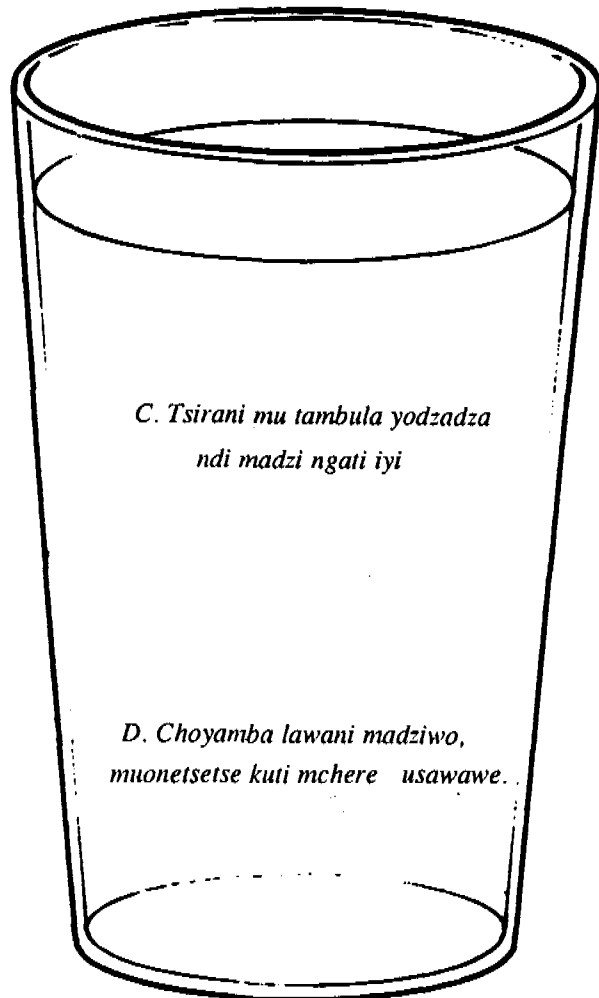 C. Tsirani mu tambula yodzadza
ndi madzi ngati iyi
D. Choyamba lawani madziwo,
muonetsetse kuti mchere usawawe.